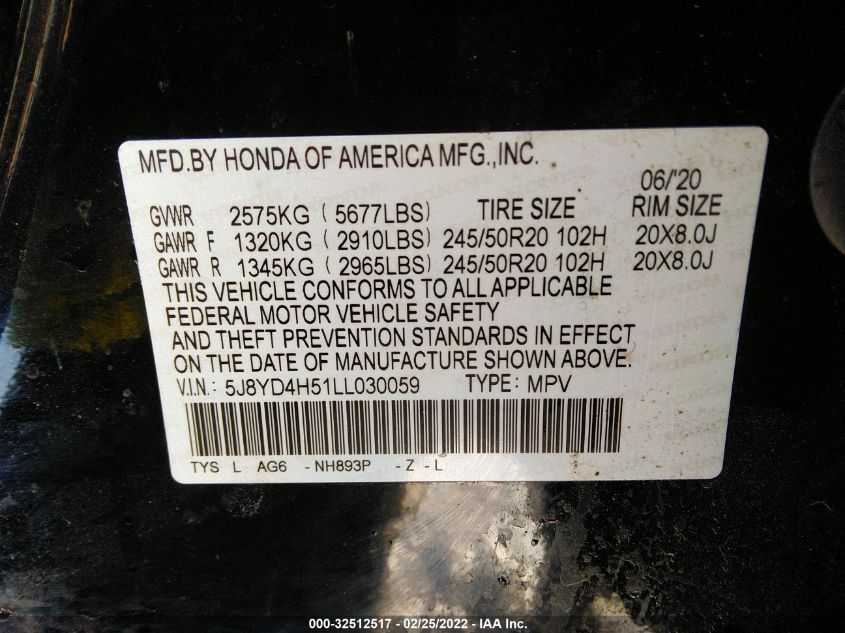 MFD.BY HONDA OF AMERICA MFG.,INC.
06/'20
GVWR 2575KG ( 5677LBS) TIRE SIZE RIM SIZE
GAWR F 1320KG ( 2910LBS) 245/50R20 102H 20X8.0J
GAWR R 1345KG ( 2965LBS) 245/50R20 102H 20X8.0J
THIS VEHICLE CONFORMS TO ALL APPLICABLE
FEDERAL MOTOR VEHICLE SAFETY
AND THEFT PREVENTION STANDARDS IN EFFECT
ON THE DATE OF MANUFACTURE SHOWN ABOVE.
V.I.N.: 5J8YD4H51LL030059 TYPE: MPV
TYS L AG6 -NH893P -Z -L
000-32512517 - 02/25/2022 - IAA Inc.